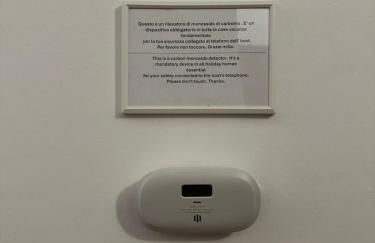 Questo è un rilevatore di monossido di carbonio . E' un
dispositivo obbligatorio in tutte le case vacanze
fondamentale
per la tua sicurezza collegato al telefono dell' host.
Per favore non toccare. Grazie mille.
This is a carbon monoxide detector. It's a
mandatory device in all holiday homes
essential
for your safety connected to the host's telephone.
Please don't touch. Thanks.